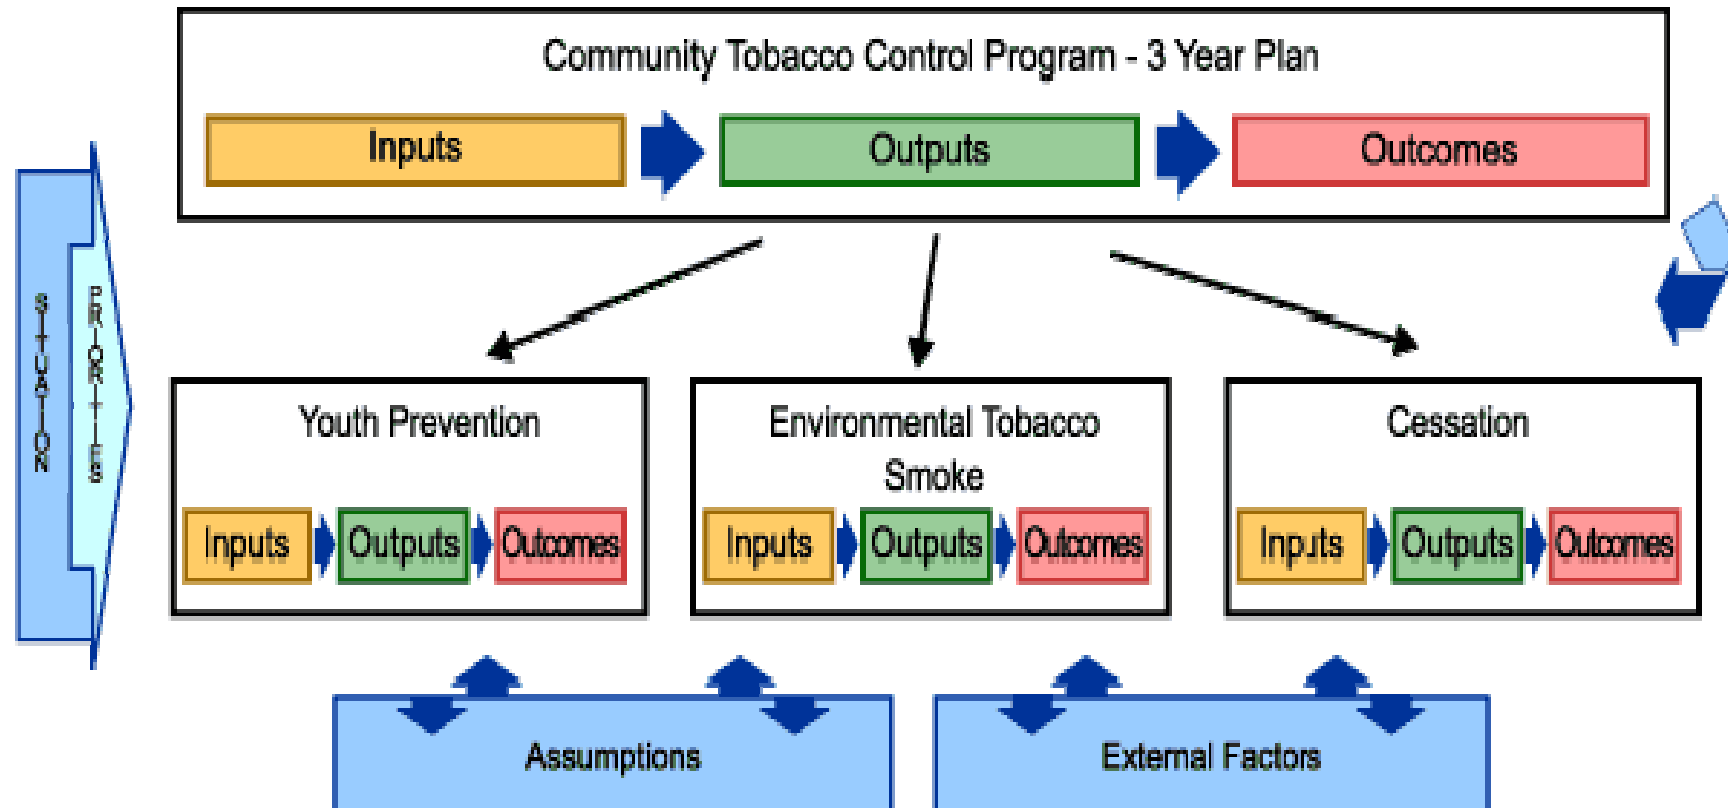 Community Tobacco Control Program - 3 Year Plan
Inputs
Outputs
Outcomes
SITUATION
PRIORITIES
Youth Prevention
Inputs
Outputs
Outcomes
Environmental Tobacco
Smoke
Inputs
Outputs
Outcomes
Cessation
Inputs
Outputs
Outcomes
Assumptions
External Factors